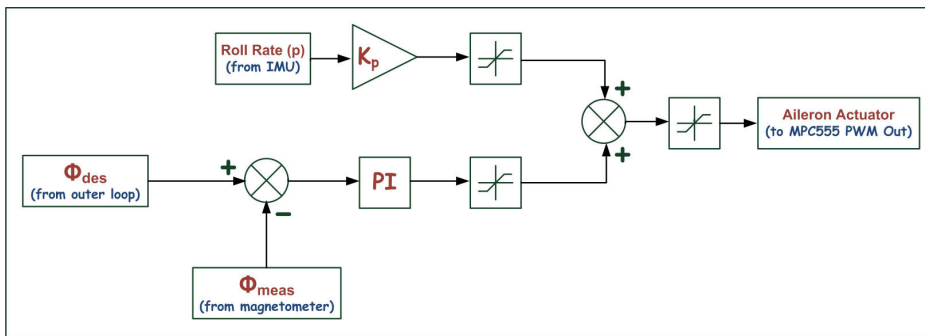 Roll Rate (p)
(from IMU)
Kp
+
Aileron Actuator
(to MPC555 PWM Out)
+
Φdes
(from outer loop)
+
PI
−
Φmeas
(from magnetometer)